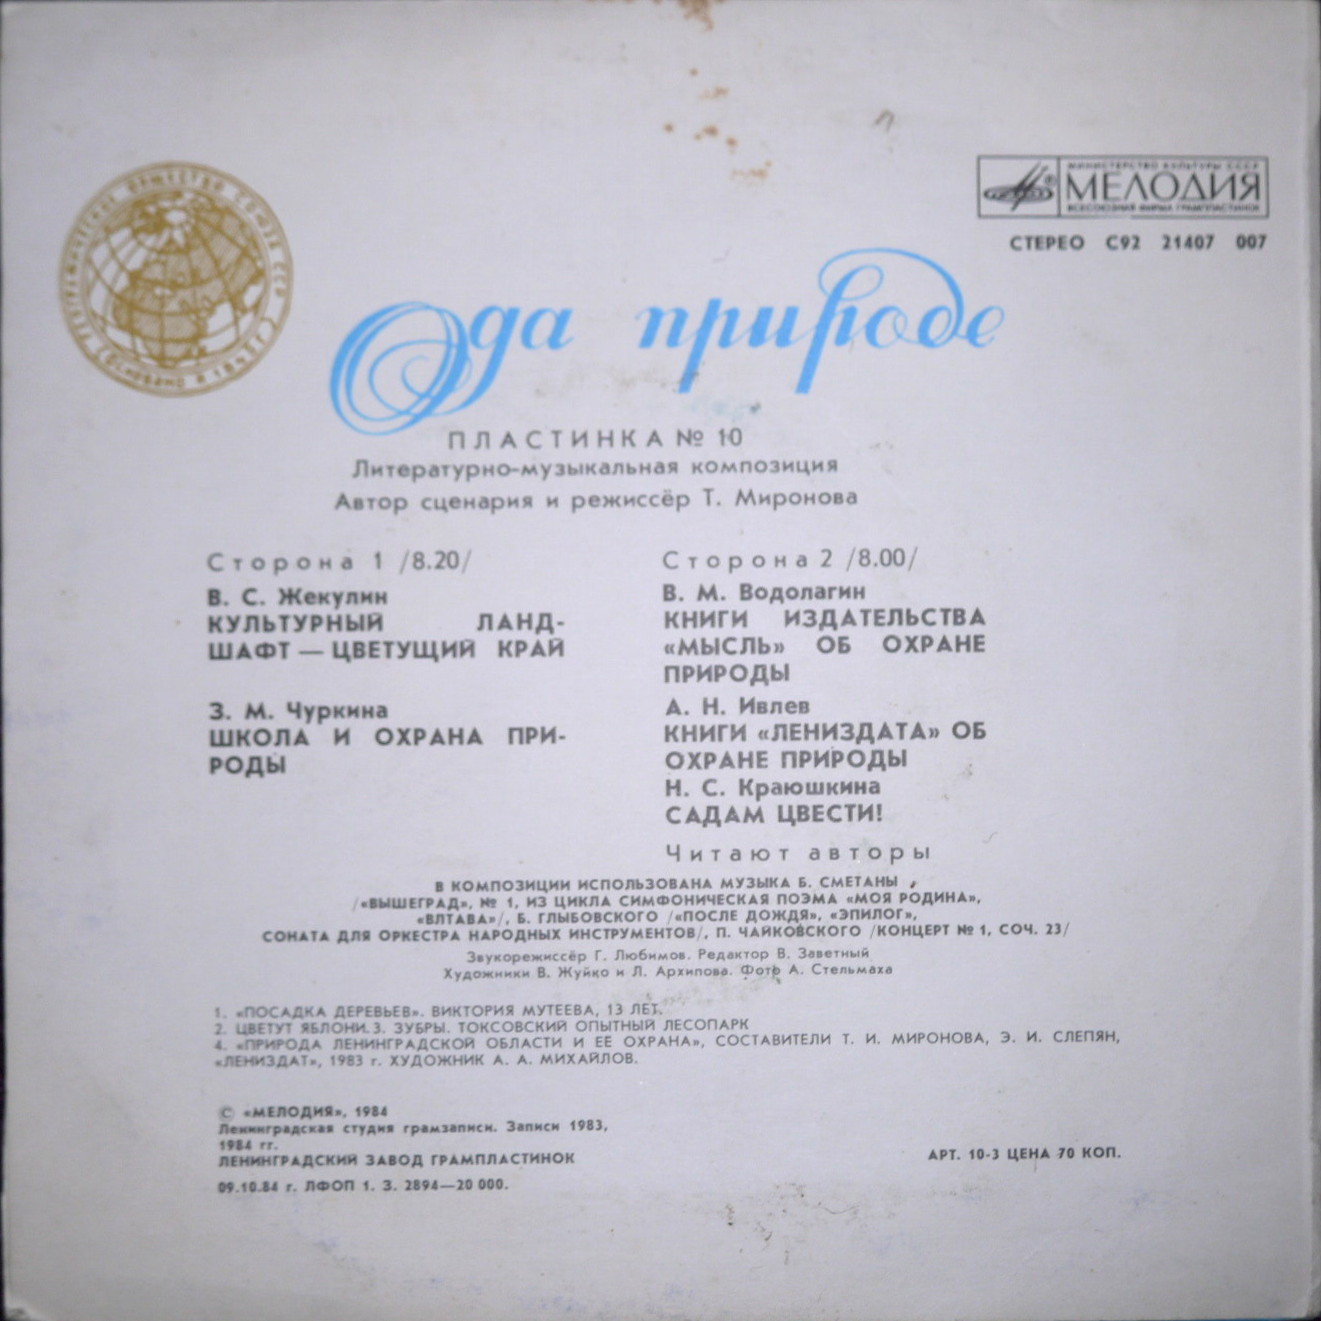 ГЕОГРАФИЧЕСКОЕ ОБЩЕСТВО СОЮЗА ССР
ОСНОВАНО В 1845 Г.
МИНИСТЕРСТВО КУЛЬТУРЫ СССР
МЕЛОДИЯ
ВСЕСОЮЗНАЯ ФИРМА ГРАМПЛАСТИНОК
СТЕРЕО С92 21407 007
Ода природе
ПЛАСТИНКА № 10
Литературно-музыкальная композиция
Автор сценария и режиссёр Т. Миронова
Сторона 1 /8.20/
В. С. Жекулин
КУЛЬТУРНЫЙ ЛАНД-
ШАФТ — ЦВЕТУЩИЙ КРАЙ
З. М. Чуркина
ШКОЛА И ОХРАНА ПРИ-
РОДЫ
Сторона 2 /8.00/
В. М. Водолагин
КНИГИ ИЗДАТЕЛЬСТВА
«МЫСЛЬ» ОБ ОХРАНЕ
ПРИРОДЫ
А. Н. Ивлев
КНИГИ «ЛЕНИЗДАТА» ОБ
ОХРАНЕ ПРИРОДЫ
Н. С. Краюшкина
САДАМ ЦВЕСТИ!
Читают авторы
В КОМПОЗИЦИИ ИСПОЛЬЗОВАНА МУЗЫКА Б. СМЕТАНЫ
/«ВЫШЕГРАД», № 1, ИЗ ЦИКЛА СИМФОНИЧЕСКАЯ ПОЭМА «МОЯ РОДИНА»,
«ВЛТАВА»/, Б. ГЛЫБОВСКОГО /«ПОСЛЕ ДОЖДЯ», «ЭПИЛОГ»,
СОНАТА ДЛЯ ОРКЕСТРА НАРОДНЫХ ИНСТРУМЕНТОВ/, П. ЧАЙКОВСКОГО /КОНЦЕРТ № 1, СОЧ. 23/
Звукорежиссёр Г. Любимов. Редактор В. Заветный
Художники В. Жуйко и Л. Архипова. Фото А. Стельмаха
1. «ПОСАДКА ДЕРЕВЬЕВ». ВИКТОРИЯ МУТЕЕВА, 13 ЛЕТ.
2. ЦВЕТУТ ЯБЛОНИ. 3. ЗУБРЫ. ТОКСОВСКИЙ ОПЫТНЫЙ ЛЕСОПАРК
4. «ПРИРОДА ЛЕНИНГРАДСКОЙ ОБЛАСТИ И ЕЕ ОХРАНА», СОСТАВИТЕЛИ Т. И. МИРОНОВА, Э. И. СЛЕПЯН,
«ЛЕНИЗДАТ», 1983 г. ХУДОЖНИК А. А. МИХАЙЛОВ.
© «МЕЛОДИЯ», 1984
Ленинградская студия грамзаписи. Записи 1983,
1984 гг.
ЛЕНИНГРАДСКИЙ ЗАВОД ГРАМПЛАСТИНОК
09.10.84 г. ЛФОП 1. З. 2894—20 000.
АРТ. 10-3 ЦЕНА 70 КОП.